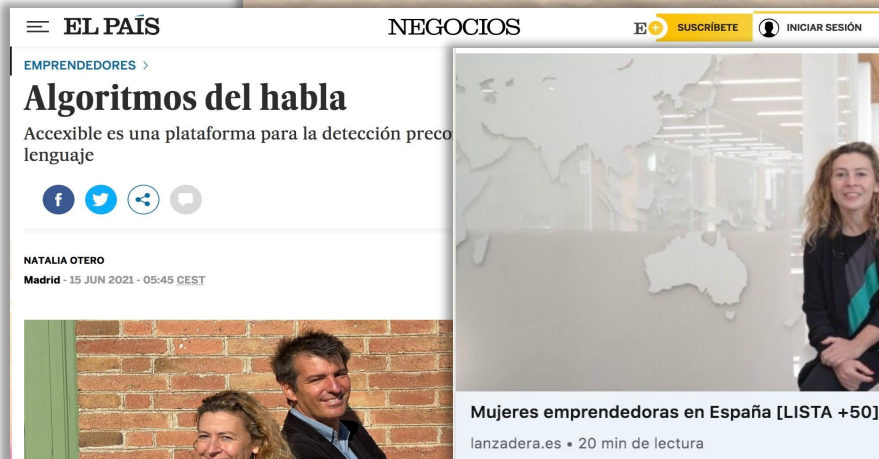 EL PAÍS
NEGOCIOS
E+ SUSCRÍBETE
INICIAR SESIÓN
EMPRENDEDORES >
Algoritmos del habla
Accexible es una plataforma para la detección
lenguaje
NATALIA OTERO
Madrid - 15 JUN 2021 - 05:45 CEST
Mujeres emprendedoras en España [LISTA +50]
lanzadera.es • 20 min de lectura